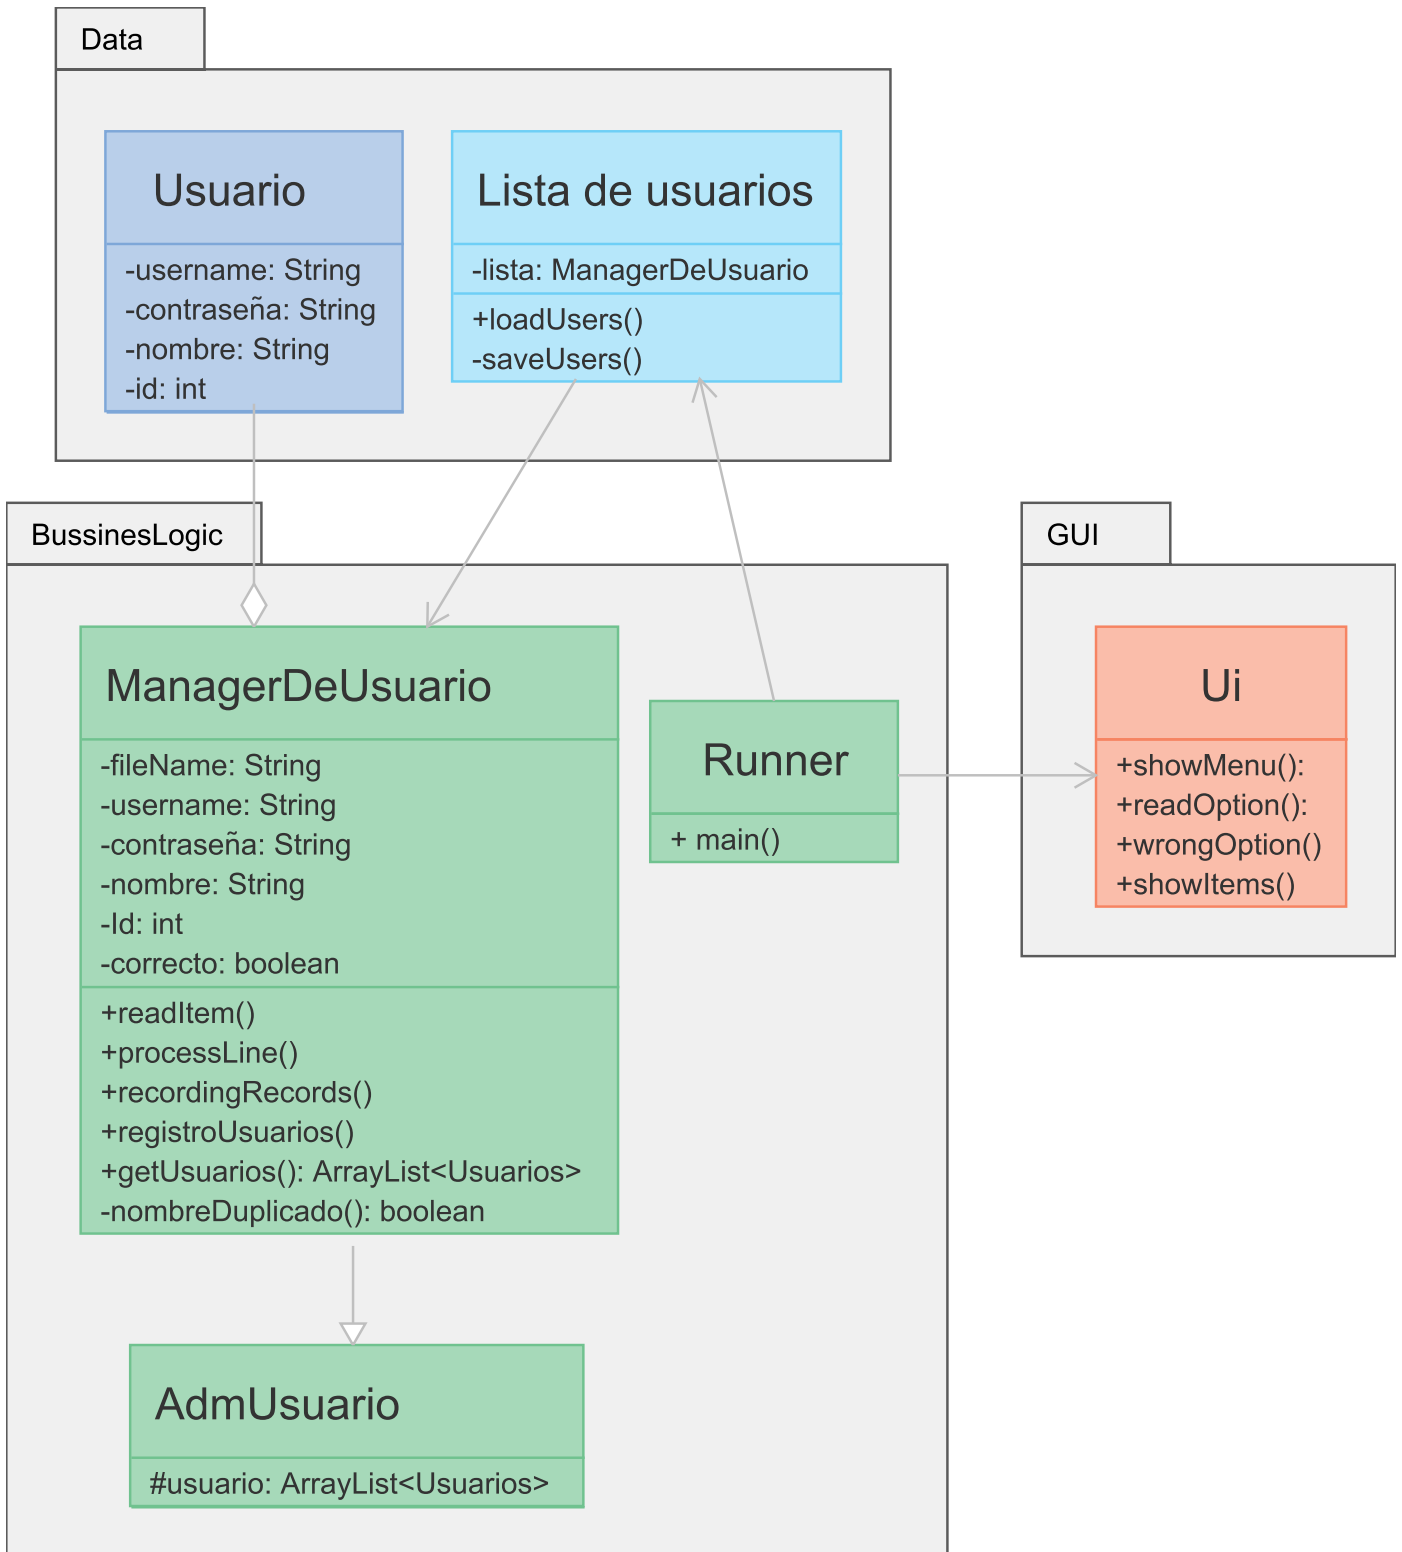 Data
Usuario
-username: String
-contraseña: String
-nombre: String
-id: int
Lista de usuarios
-lista: ManagerDeUsuario
+loadUsers()
-saveUsers()
BussinesLogic
ManagerDeUsuario
-fileName: String
-username: String
-contraseña: String
-nombre: String
-Id: int
-correcto: boolean
+readItem()
+processLine()
+recordingRecords()
+registroUsuarios()
+getUsuarios(): ArrayList<Usuarios>
-nombreDuplicado(): boolean
Runner
+ main()
AdmUsuario
#usuario: ArrayList<Usuarios>
GUI
Ui
+showMenu():
+readOption():
+wrongOption()
+showItems()